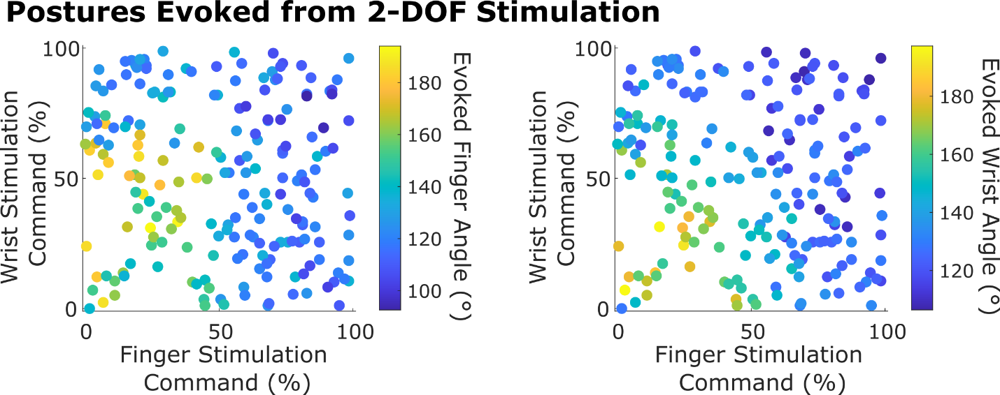 Postures Evoked from 2-DOF Stimulation
Wrist Stimulation
Command (%)
100
50
0
0
50
100
Finger Stimulation
Command (%)
180
160
140
120
100
Evoked Finger Angle (°)
Wrist Stimulation
Command (%)
100
50
0
0
50
100
Finger Stimulation
Command (%)
180
160
140
120
Evoked Wrist Angle (°)